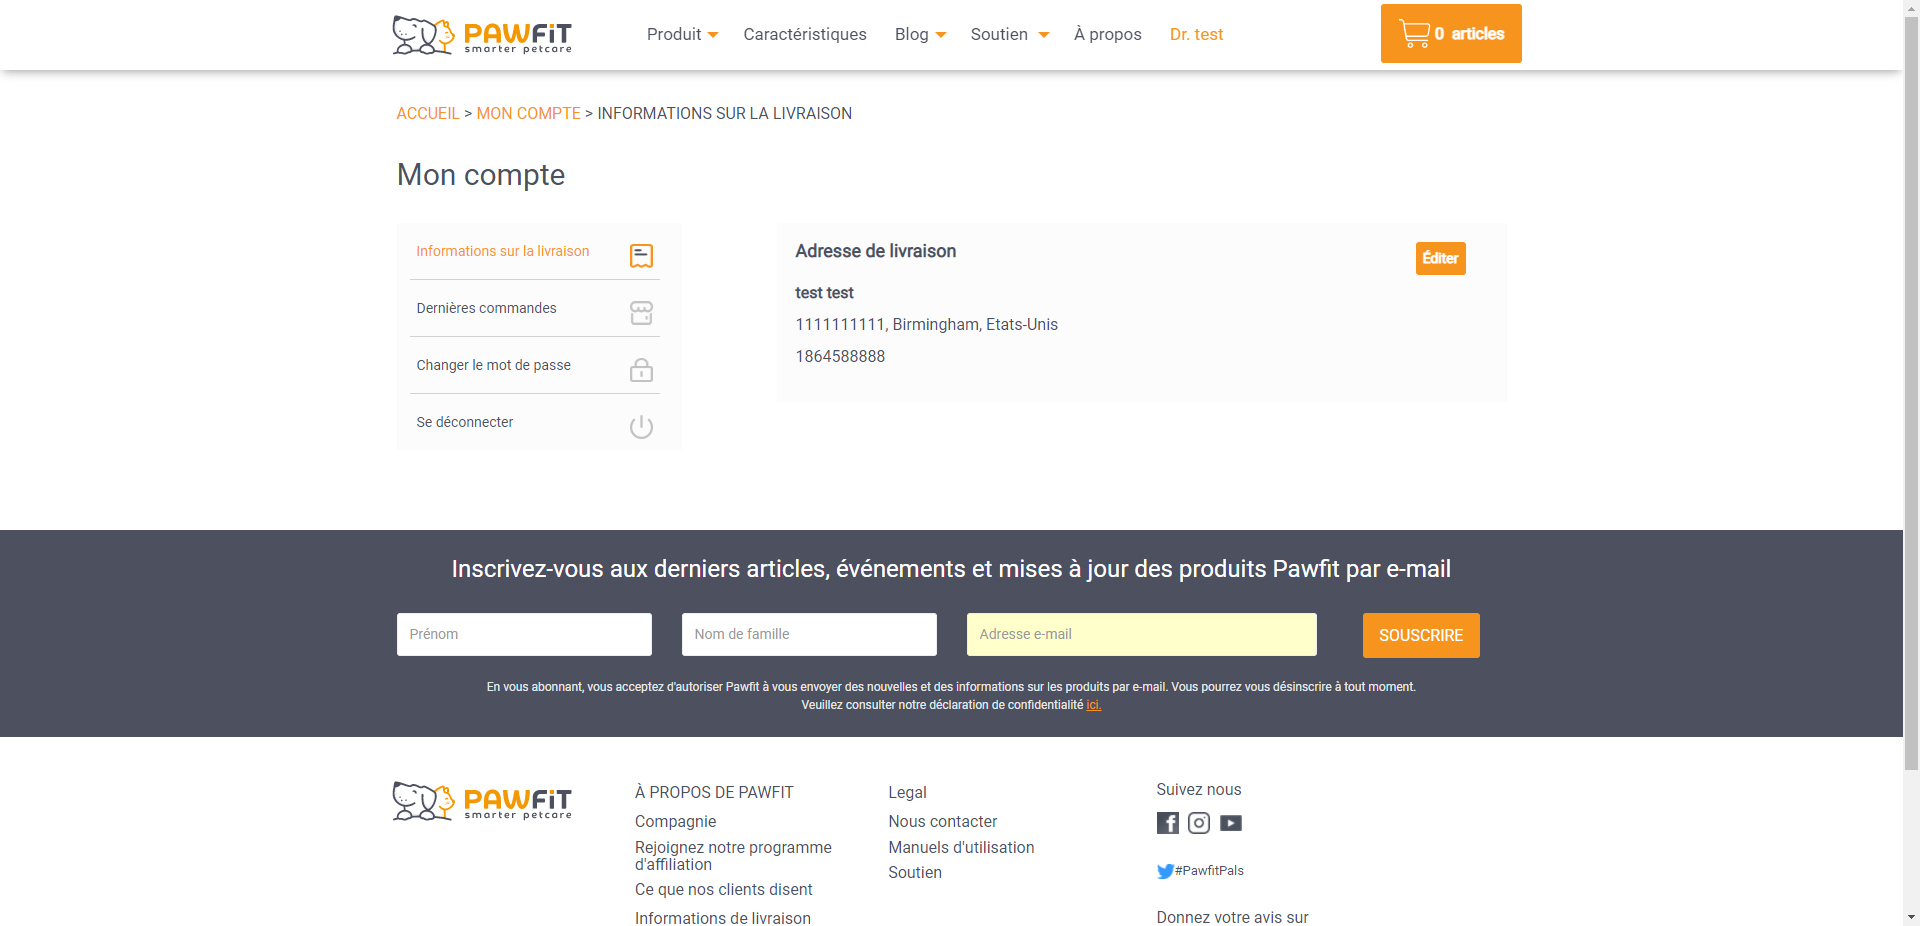 PAWFiT
smarter petcare
Produit
Caractéristiques
Blog
Soutien
À propos
Dr. test
0 articles
ACCUEIL > MON COMPTE > INFORMATIONS SUR LA LIVRAISON
Mon compte
Informations sur la livraison
Dernières commandes
Changer le mot de passe
Se déconnecter
Adresse de livraison
Éditer
test test
1111111111, Birmingham, Etats-Unis
1864588888
Inscrivez-vous aux derniers articles, événements et mises à jour des produits Pawfit par e-mail
Prénom
Nom de famille
Adresse e-mail
SOUSCRIRE
En vous abonnant, vous acceptez d'autoriser Pawfit à vous envoyer des nouvelles et des informations sur les produits par e-mail. Vous pourrez vous désinscrire à tout moment.
Veuillez consulter notre déclaration de confidentialité ici.
PAWFiT
smarter petcare
À PROPOS DE PAWFIT
Compagnie
Rejoignez notre programme
d'affiliation
Ce que nos clients disent
Informations de livraison
Legal
Nous contacter
Manuels d'utilisation
Soutien
Suivez nous
#PawfitPals
Donnez votre avis sur